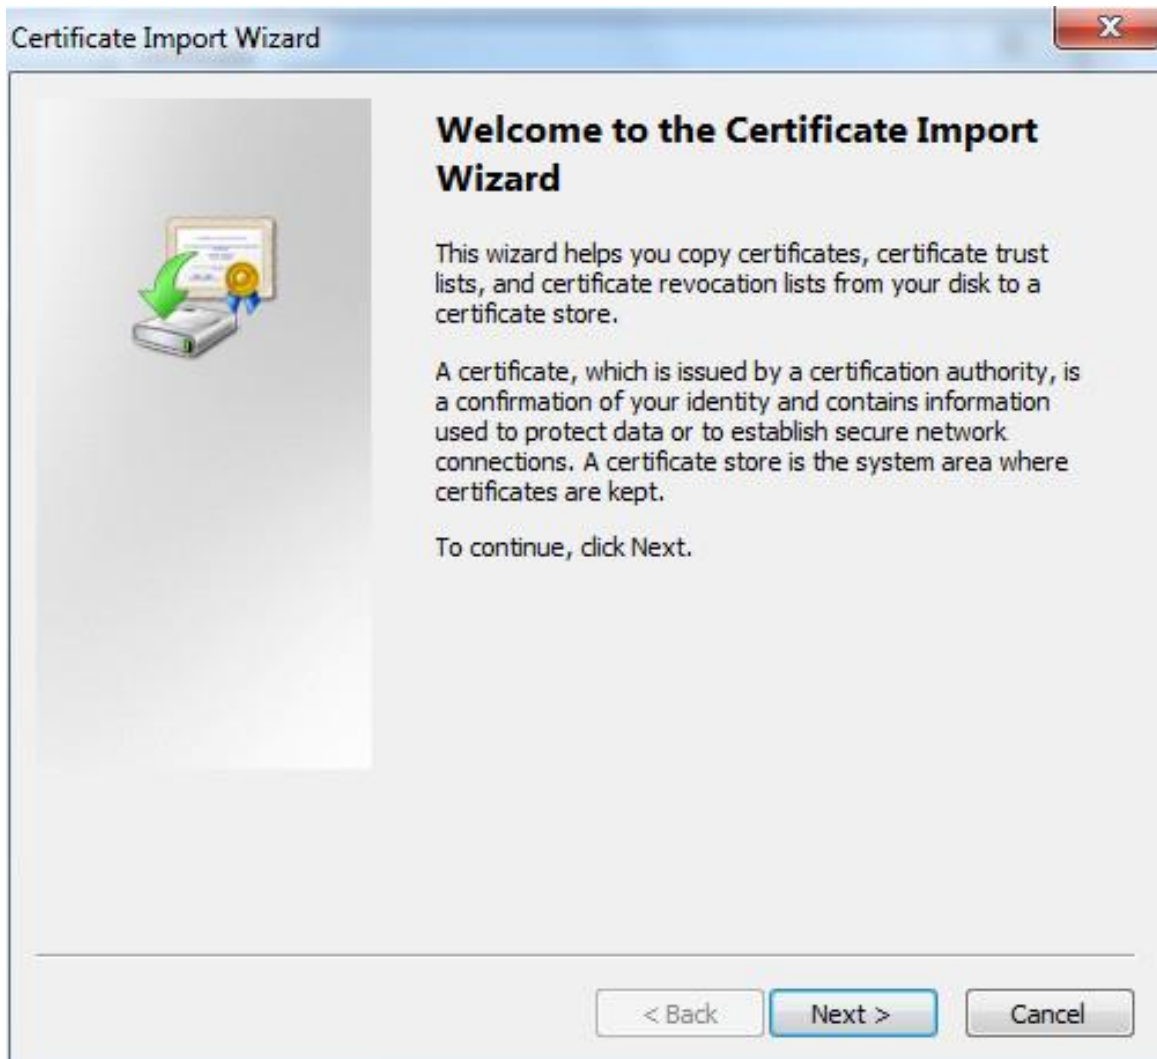 Certificate Import Wizard
X
Welcome to the Certificate Import
Wizard
This wizard helps you copy certificates, certificate trust
lists, and certificate revocation lists from your disk to a
certificate store.
A certificate, which is issued by a certification authority, is
a confirmation of your identity and contains information
used to protect data or to establish secure network
connections. A certificate store is the system area where
certificates are kept.
To continue, click Next.
< Back Next > Cancel